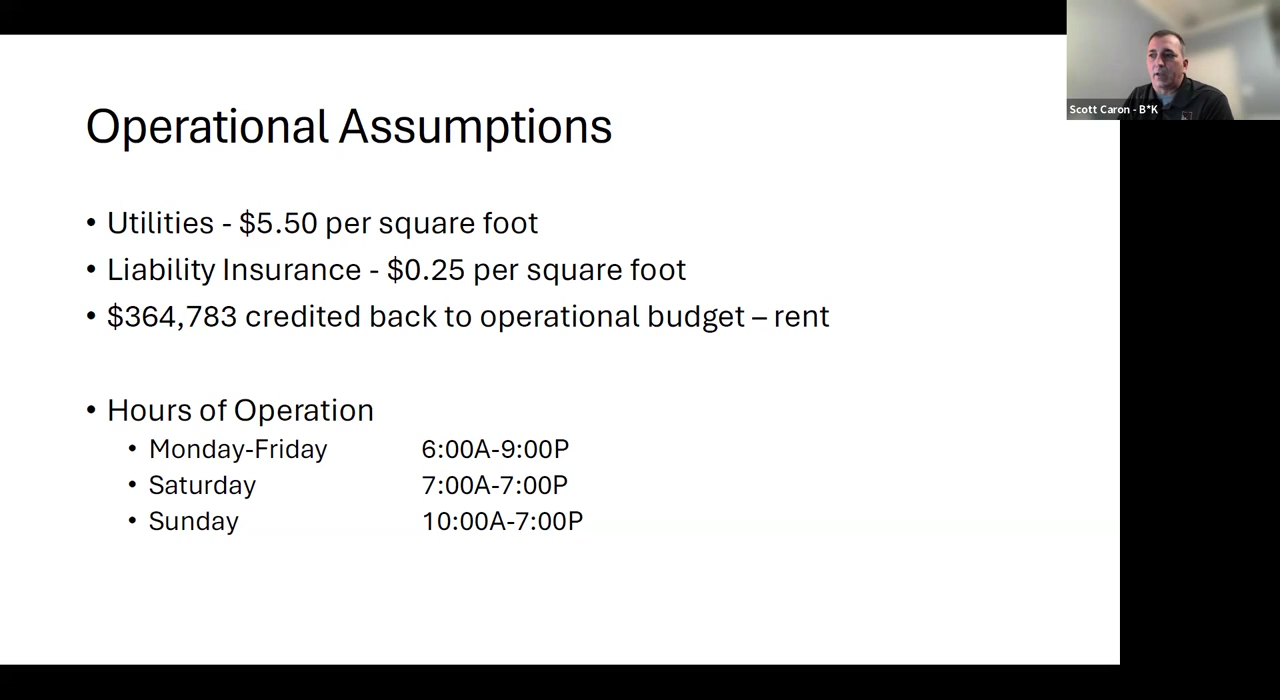 Operational Assumptions
• Utilities - $5.50 per square foot
• Liability Insurance - $0.25 per square foot
• $364,783 credited back to operational budget – rent
• Hours of Operation
• Monday-Friday 6:00A-9:00P
• Saturday 7:00A-7:00P
• Sunday 10:00A-7:00P
Scott Caron - B*K